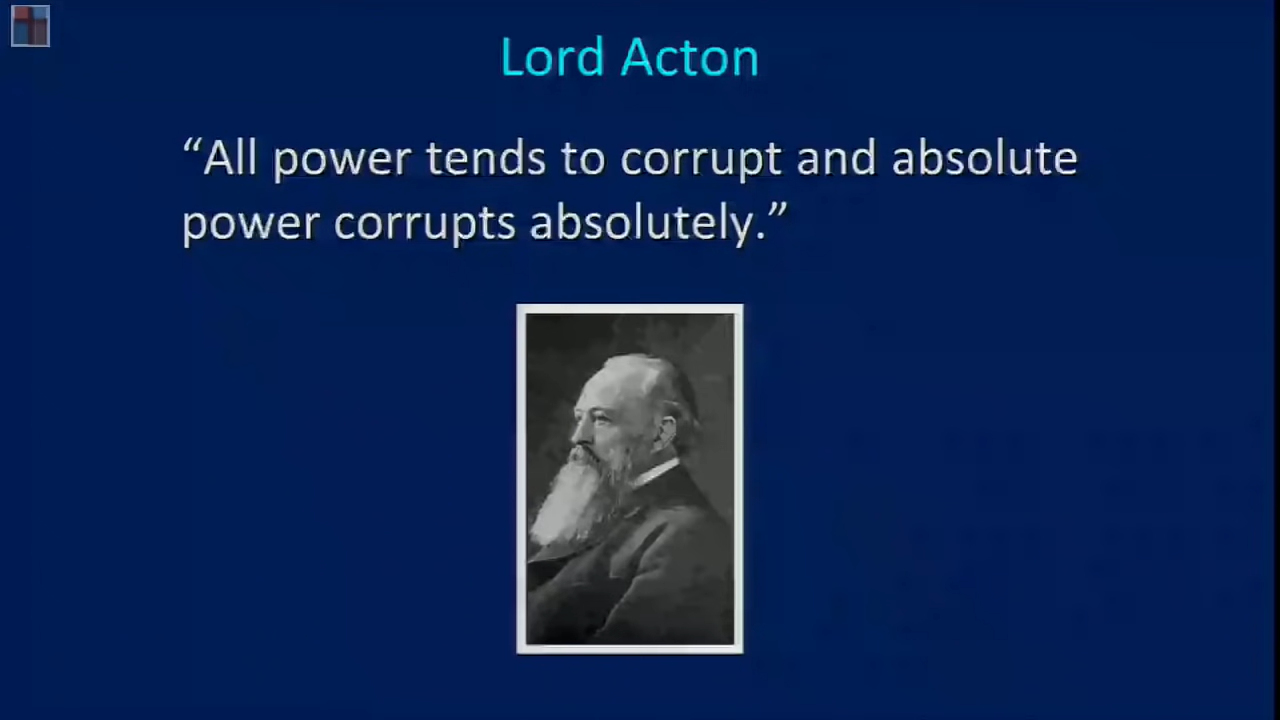 Lord Acton
“All power tends to corrupt and absolute
power corrupts absolutely.”